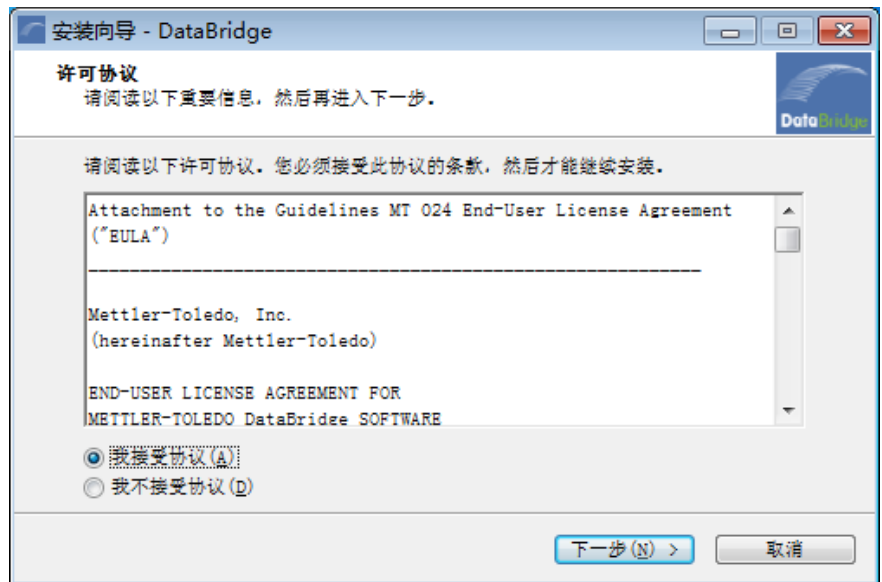 安装向导 - DataBridge
许可协议
请阅读以下重要信息，然后再进入下一步。
DataBridge
请阅读以下许可协议。您必须接受此协议的条款，然后才能继续安装。
Attachment to the Guidelines MT 024 End-User License Agreement
("EULA")
___________________________________________________________
Mettler-Toledo, Inc.
(hereinafter Mettler-Toledo)
END-USER LICENSE AGREEMENT FOR
METTLER-TOLEDO DataBridge SOFTWARE
我接受协议(A)
我不接受协议(D)
下一步(N) >
取消